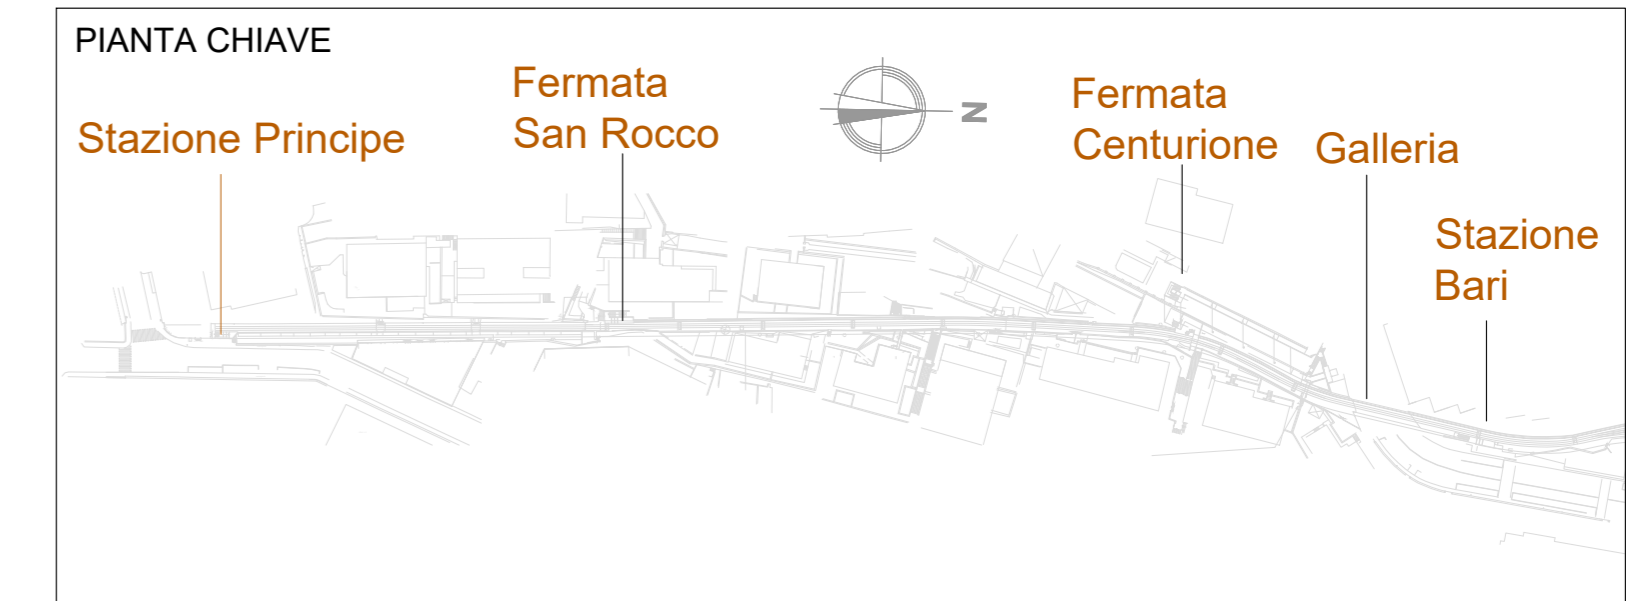 PIANTA CHIAVE
Stazione Principe
Fermata
San Rocco
N
Fermata
Centurione
Galleria
Stazione
Bari